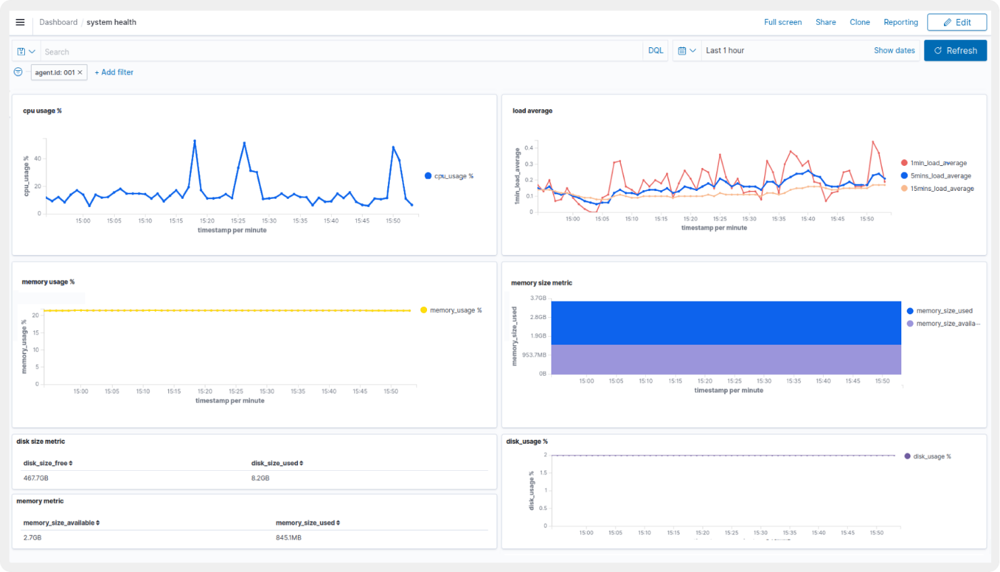 Dashboard / system health
Full screen Share Clone Reporting Edit
Search DQL Last 1 hour Show dates Refresh
agent.id: 001 × + Add filter
cpu usage %
cpu_usage %
40
20
0
15:00 15:05 15:10 15:15 15:20 15:25 15:30 15:35 15:40 15:45 15:50
timestamp per minute
cpu_usage %
load average
1min_load_average
0.4
0.3
0.2
0.1
0
15:00 15:05 15:10 15:15 15:20 15:25 15:30 15:35 15:40 15:45 15:50
timestamp per minute
1min_load_average
5mins_load_average
15mins_load_average
memory usage %
memory_usage %
20
15
10
5
0
15:00 15:05 15:10 15:15 15:20 15:25 15:30 15:35 15:40 15:45 15:50
timestamp per minute
memory_usage %
memory size metric
memory_size_used
3.7GB
2.8GB
1.9GB
953.7MB
0B
15:00 15:05 15:10 15:15 15:20 15:25 15:30 15:35 15:40 15:45 15:50
timestamp per minute
memory_size_used
memory_size_availa...
disk size metric
disk_size_free disk_size_used
467.7GB 8.2GB
memory metric
memory_size_available memory_size_used
2.7GB 845.1MB
disk_usage %
disk_usage %
2
1.5
1
0.5
0
15:00 15:05 15:10 15:15 15:20 15:25 15:30 15:35 15:40 15:45 15:50
disk_usage %